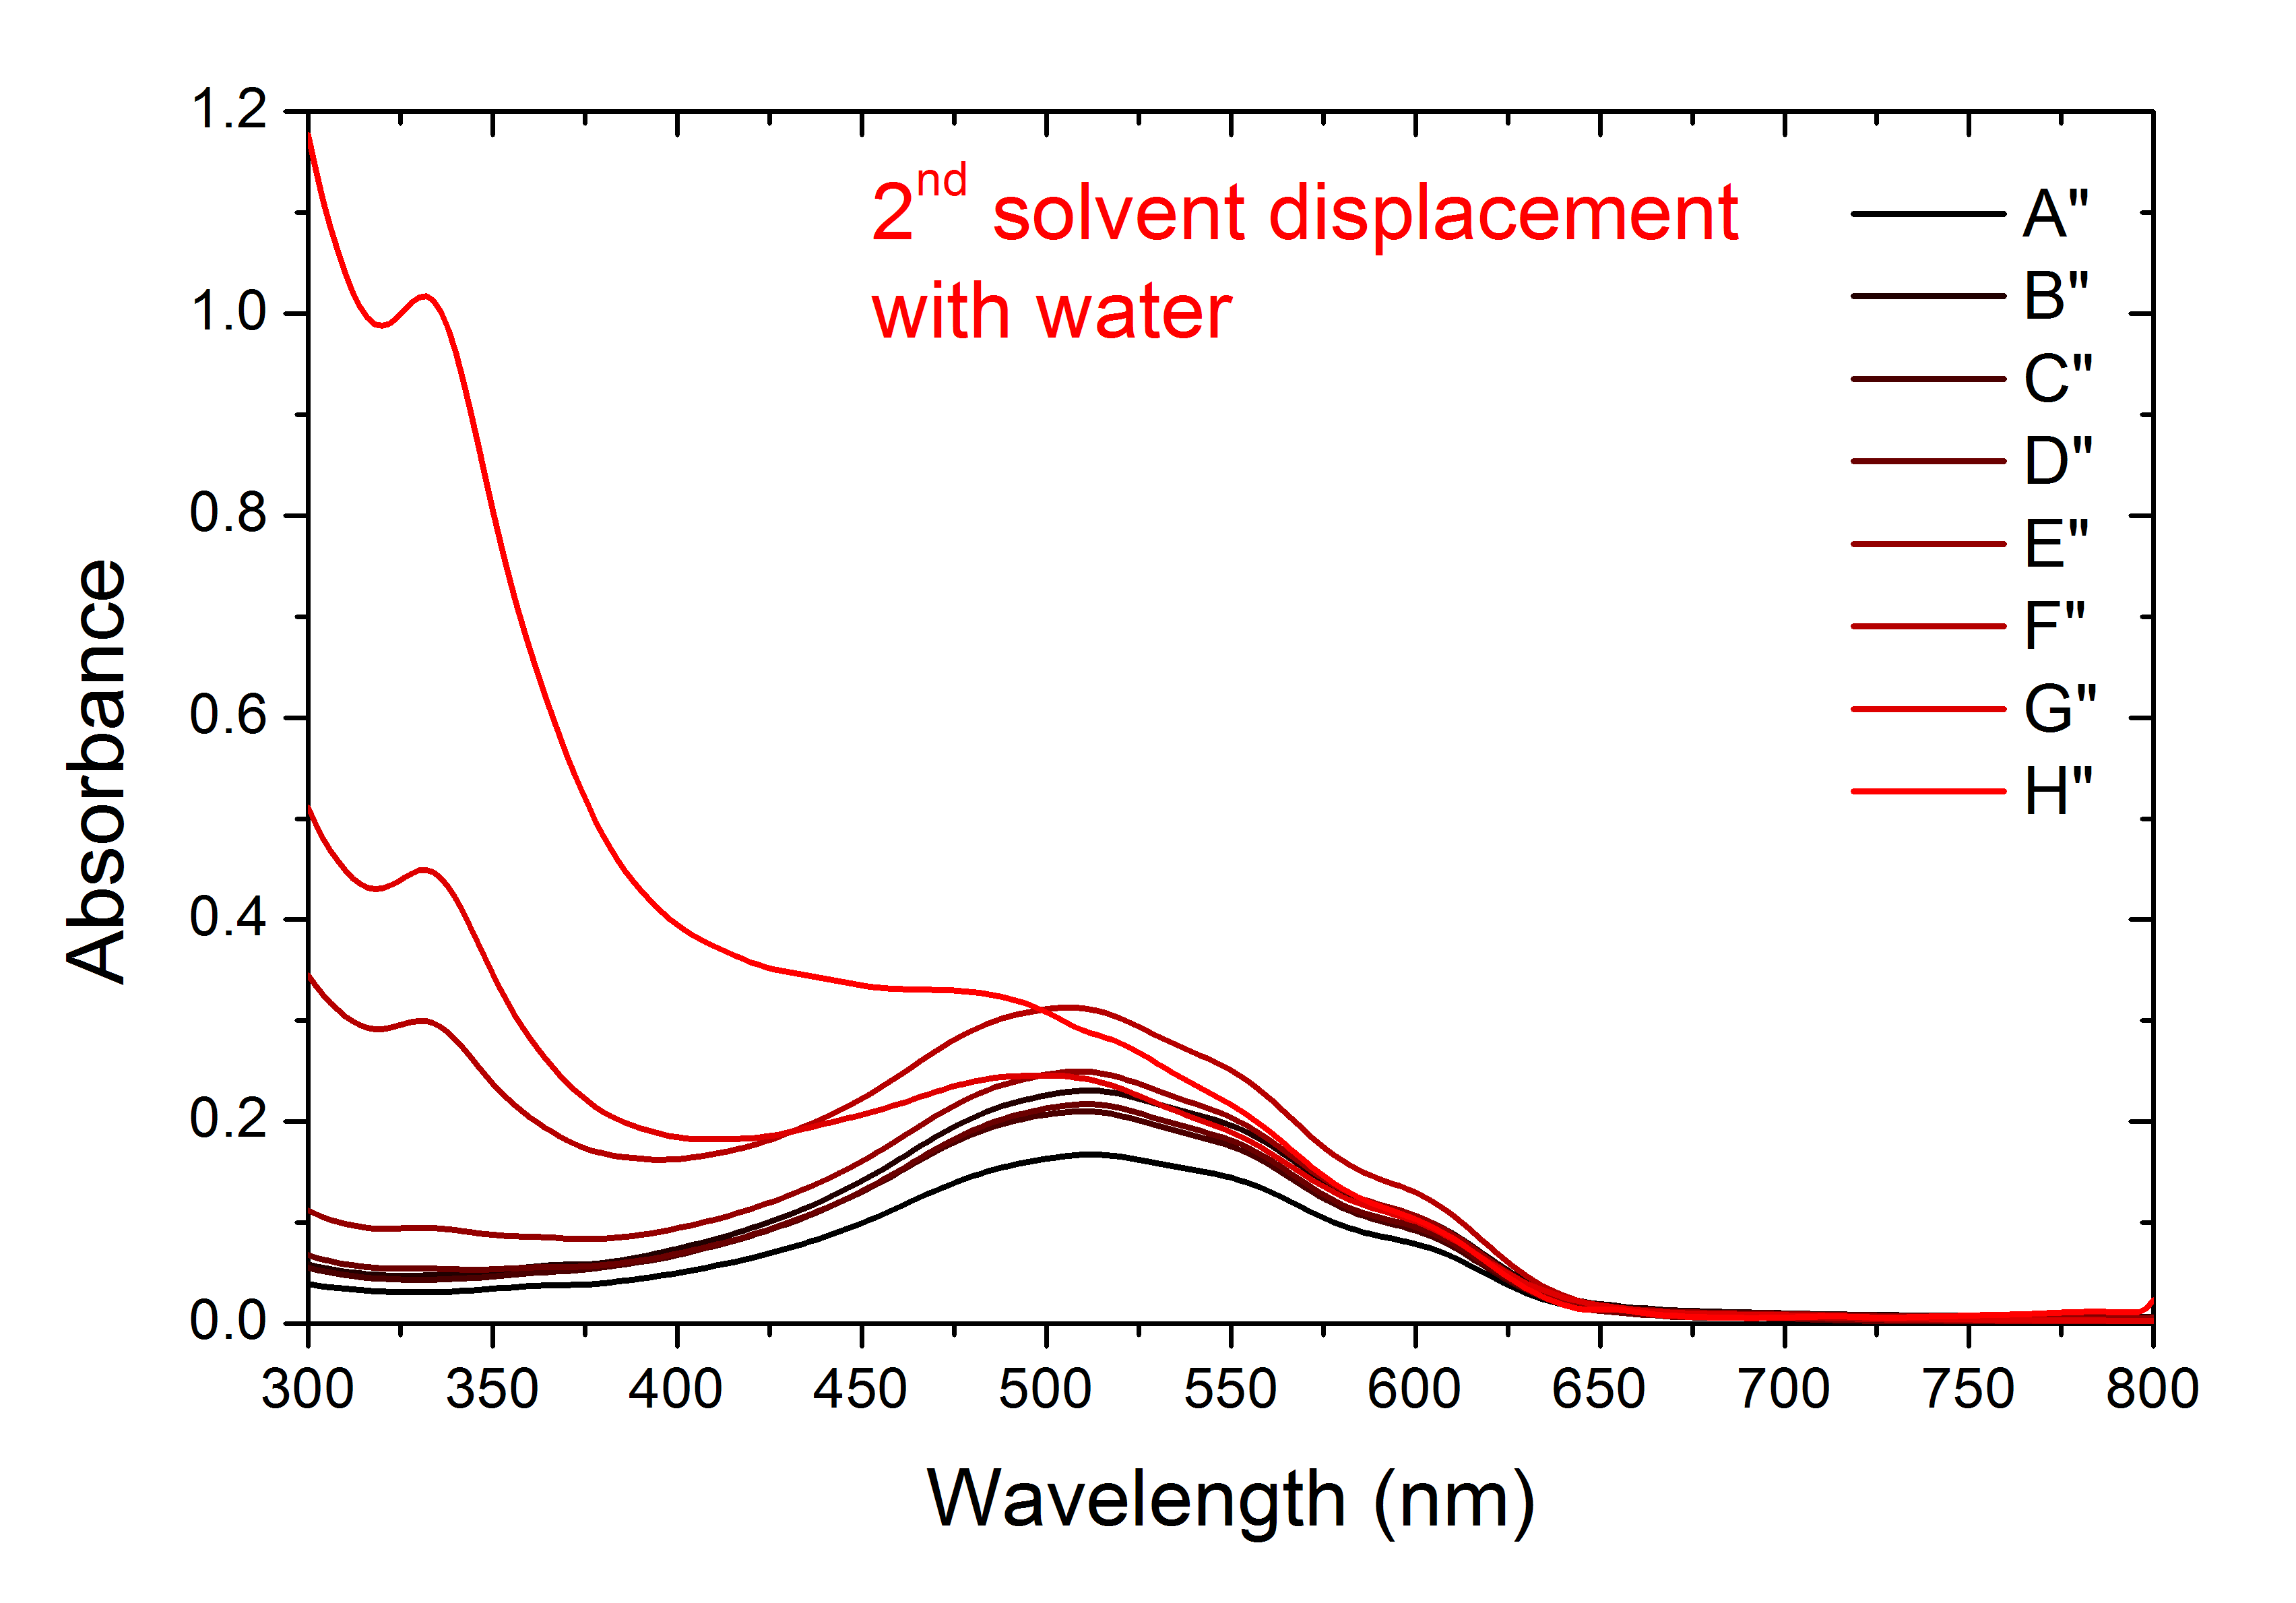 2nd solvent displacement
with water
A"
B"
C"
D"
E"
F"
G"
H"
Absorbance
1.2
1.0
0.8
0.6
0.4
0.2
0.0
300 350 400 450 500 550 600 650 700 750 800
Wavelength (nm)